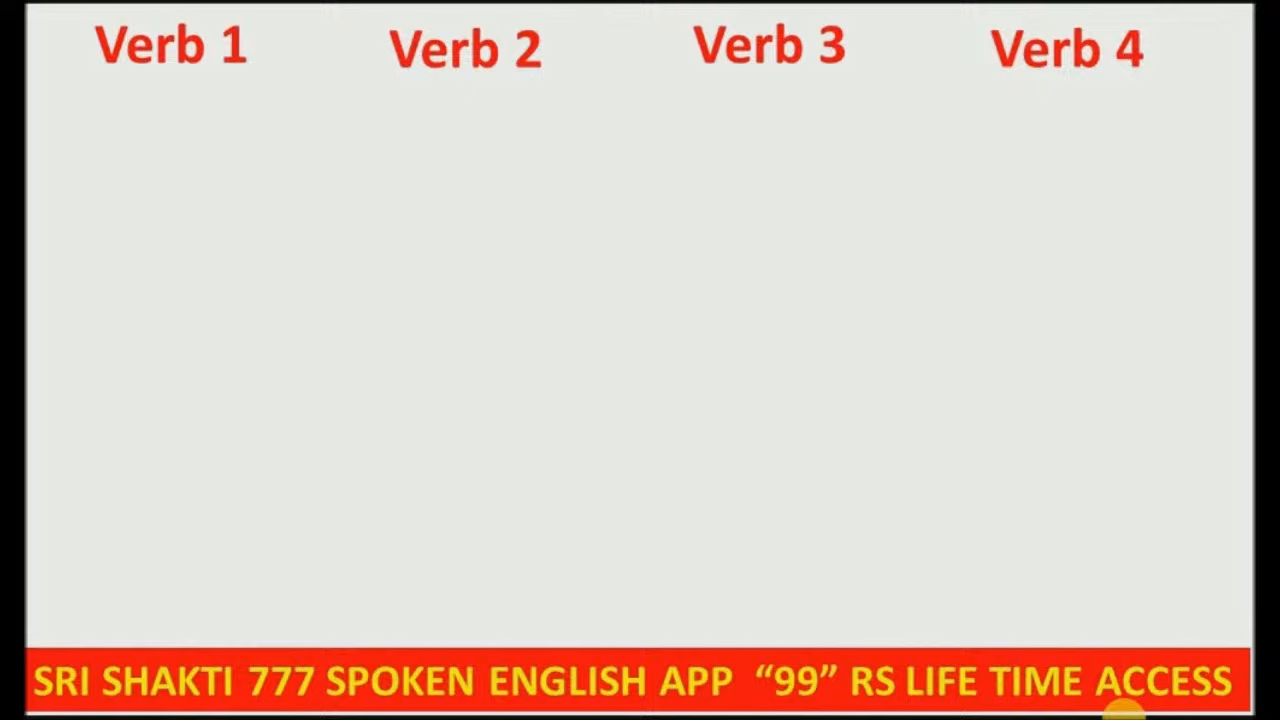 Verb 1 Verb 2 Verb 3 Verb 4
SRI SHAKTI 777 SPOKEN ENGLISH APP “99” RS LIFE TIME ACCESS